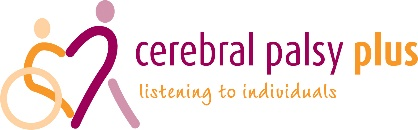 cerebral palsy plus
listening to individuals